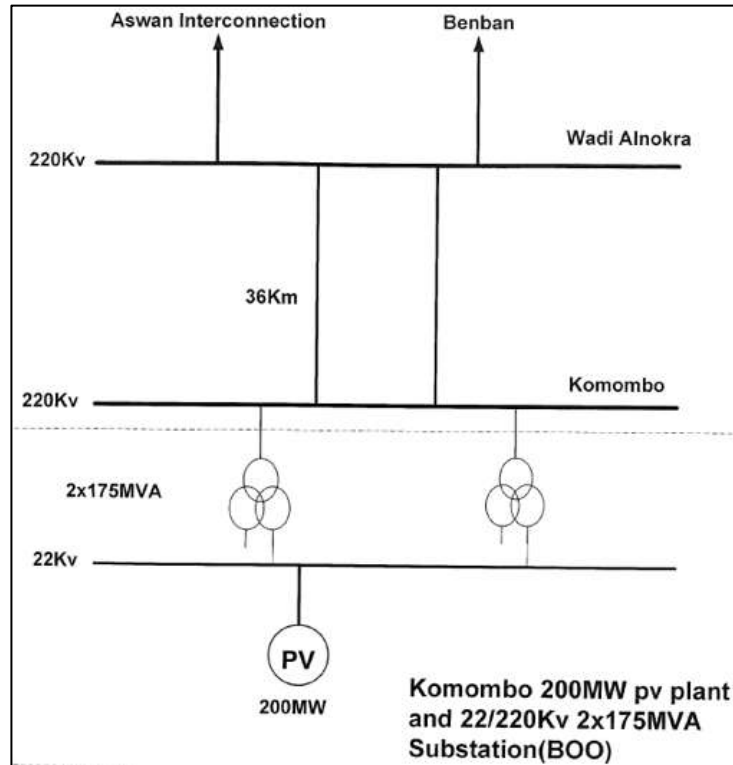 Aswan Interconnection
Benban
Wadi Alnokra
220Kv
36Km
Komombo
220Kv
2x175MVA
22Kv
PV
200MW
Komombo 200MW pv plant
and 22/220Kv 2x175MVA
Substation(BOO)